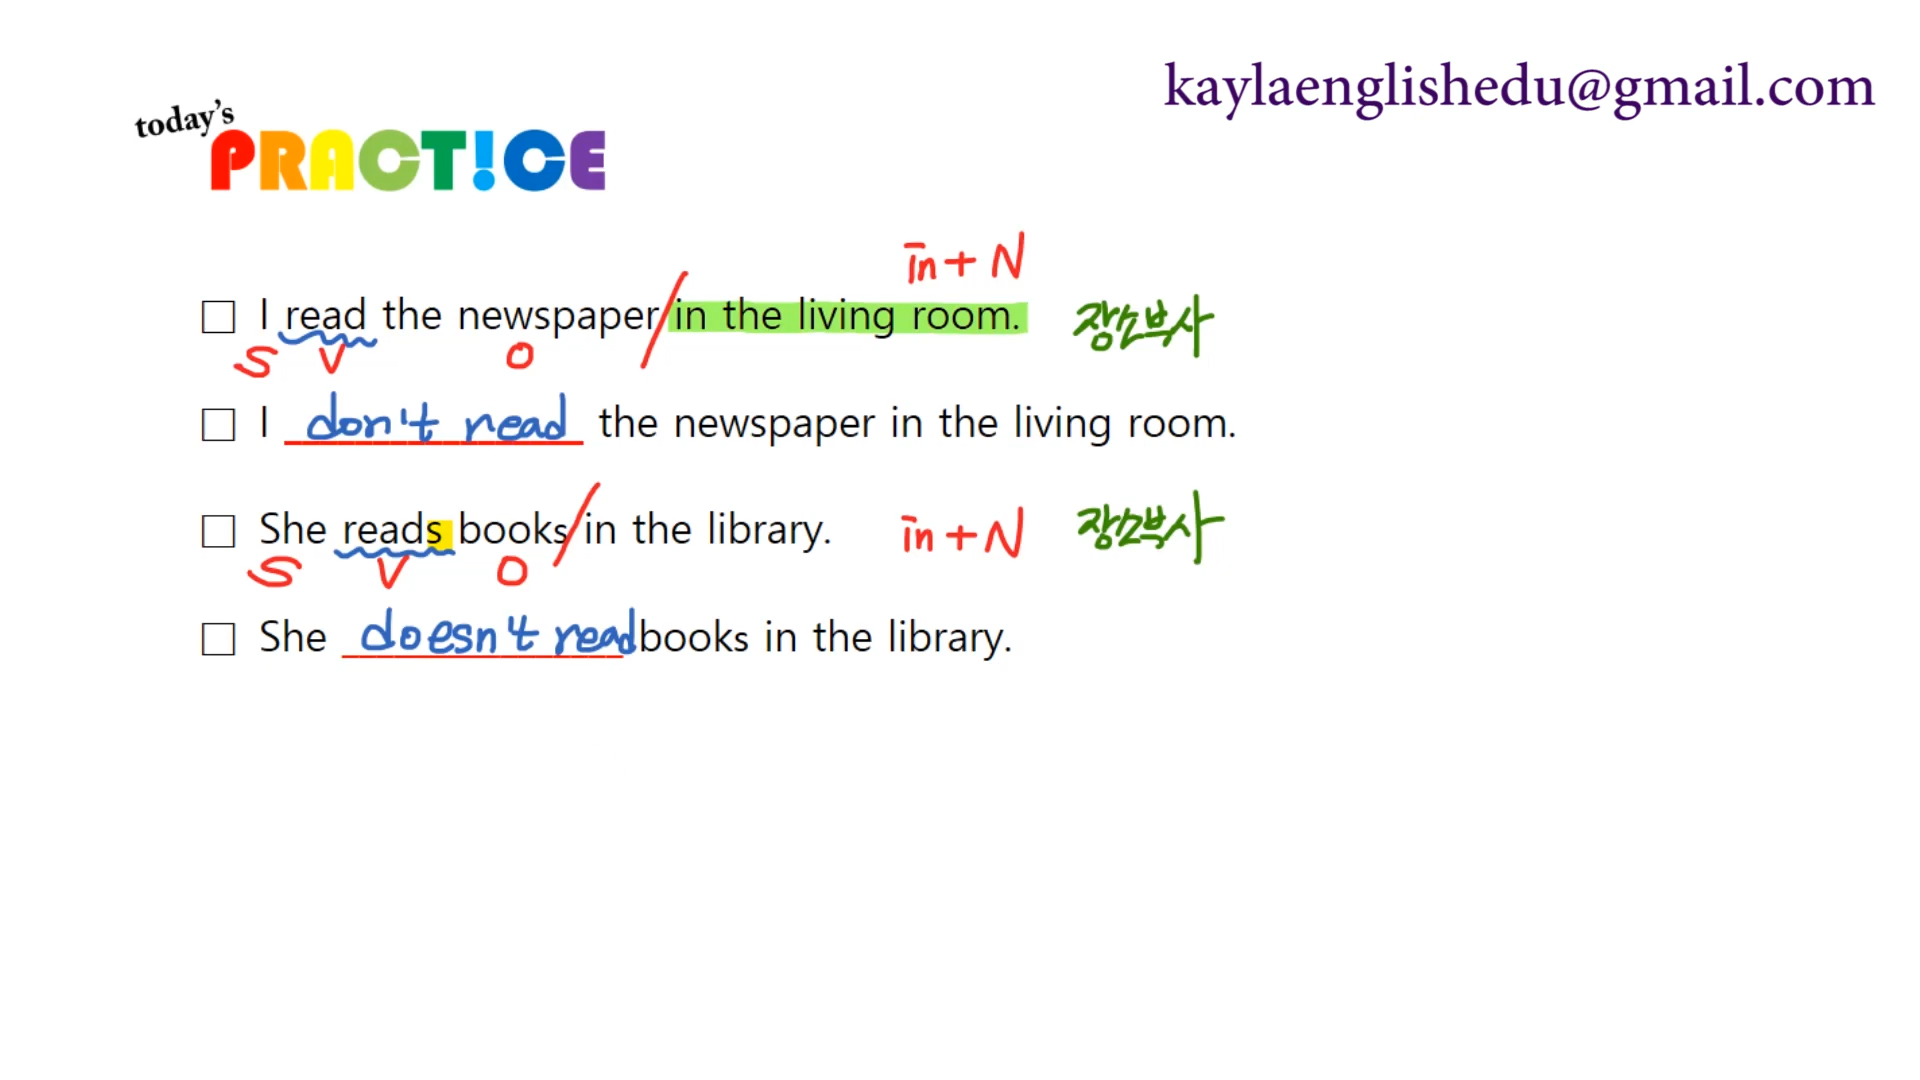 kaylaenglishedu@gmail.com
today's
PRACT!CE
in + N
☐ I read the newspaper / in the living room. 장소부사
S V O
☐ I don't read the newspaper in the living room.
☐ She reads books / in the library. in + N 장소부사
S V O
☐ She doesn't read books in the library.